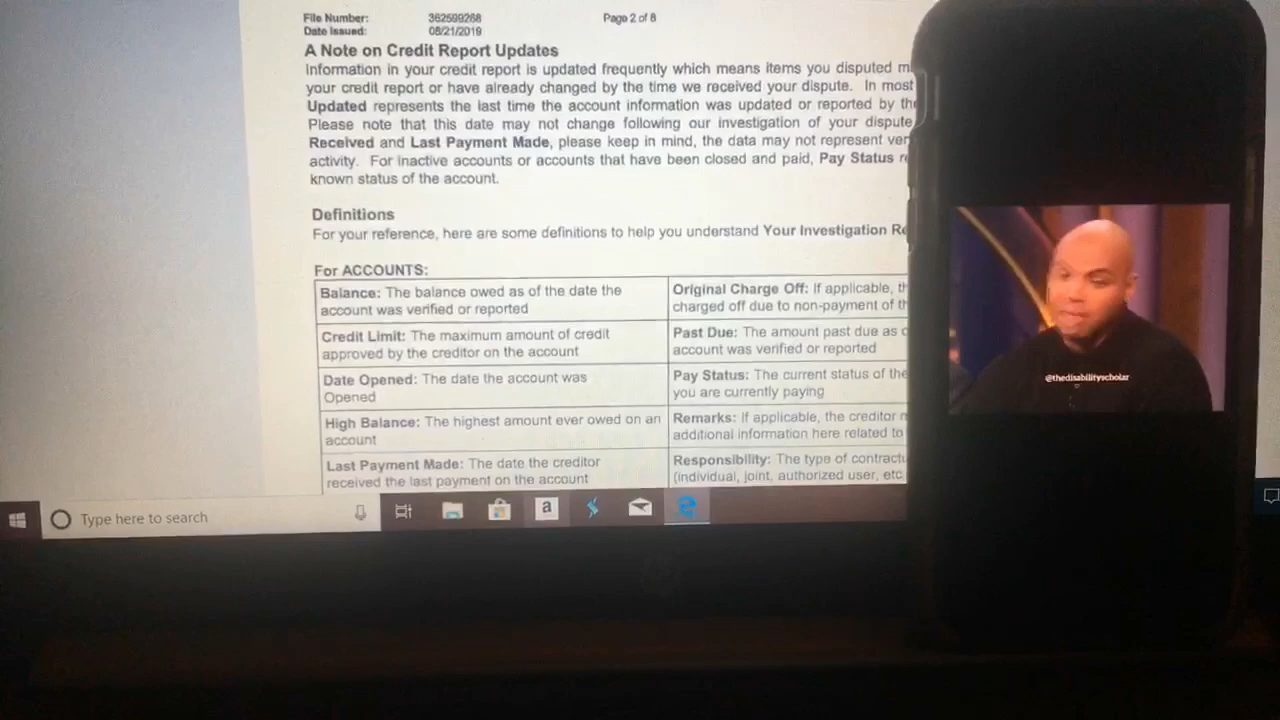 File Number: 362599268 Page 2 of 8
Date Issued: 08/21/2019
A Note on Credit Report Updates
Information in your credit report is updated frequently which means items you disputed m
your credit report or have already changed by the time we received your dispute. In most
Updated represents the last time the account information was updated or reported by the
Please note that this date may not change following our investigation of your dispute
Received and Last Payment Made, please keep in mind, the data may not represent ver
activity. For inactive accounts or accounts that have been closed and paid, Pay Status r
known status of the account.
Definitions
For your reference, here are some definitions to help you understand Your Investigation Re
For ACCOUNTS:
Balance: The balance owed as of the date the
account was verified or reported
Original Charge Off: If applicable, th
charged off due to non-payment of th
Credit Limit: The maximum amount of credit
approved by the creditor on the account
Past Due: The amount past due as o
account was verified or reported
Date Opened: The date the account was
Opened
Pay Status: The current status of the
you are currently paying
High Balance: The highest amount ever owed on an
account
Remarks: If applicable, the creditor m
additional information here related to
Last Payment Made: The date the creditor
received the last payment on the account
Responsibility: The type of contractu
(individual, joint, authorized user, etc
@thedisabilityscholar
Type here to search
a